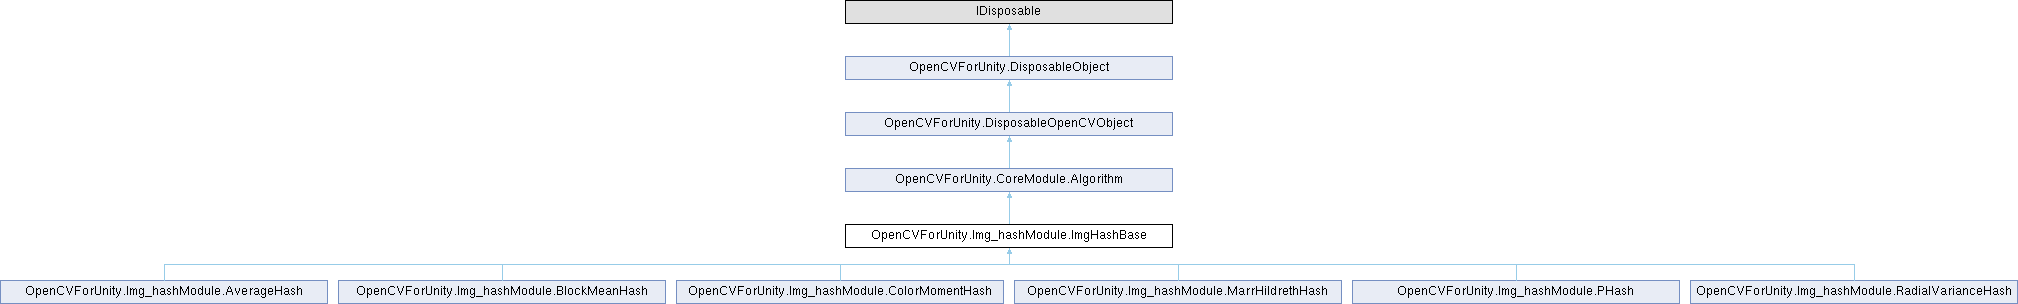 IDisposable
OpenCVForUnity.DisposableObject
OpenCVForUnity.DisposableOpenCVObject
OpenCVForUnity.CoreModule.Algorithm
OpenCVForUnity.Img_hashModule.ImgHashBase
OpenCVForUnity.Img_hashModule.AverageHash
OpenCVForUnity.Img_hashModule.BlockMeanHash
OpenCVForUnity.Img_hashModule.ColorMomentHash
OpenCVForUnity.Img_hashModule.MarrHildrethHash
OpenCVForUnity.Img_hashModule.PHash
OpenCVForUnity.Img_hashModule.RadialVarianceHash